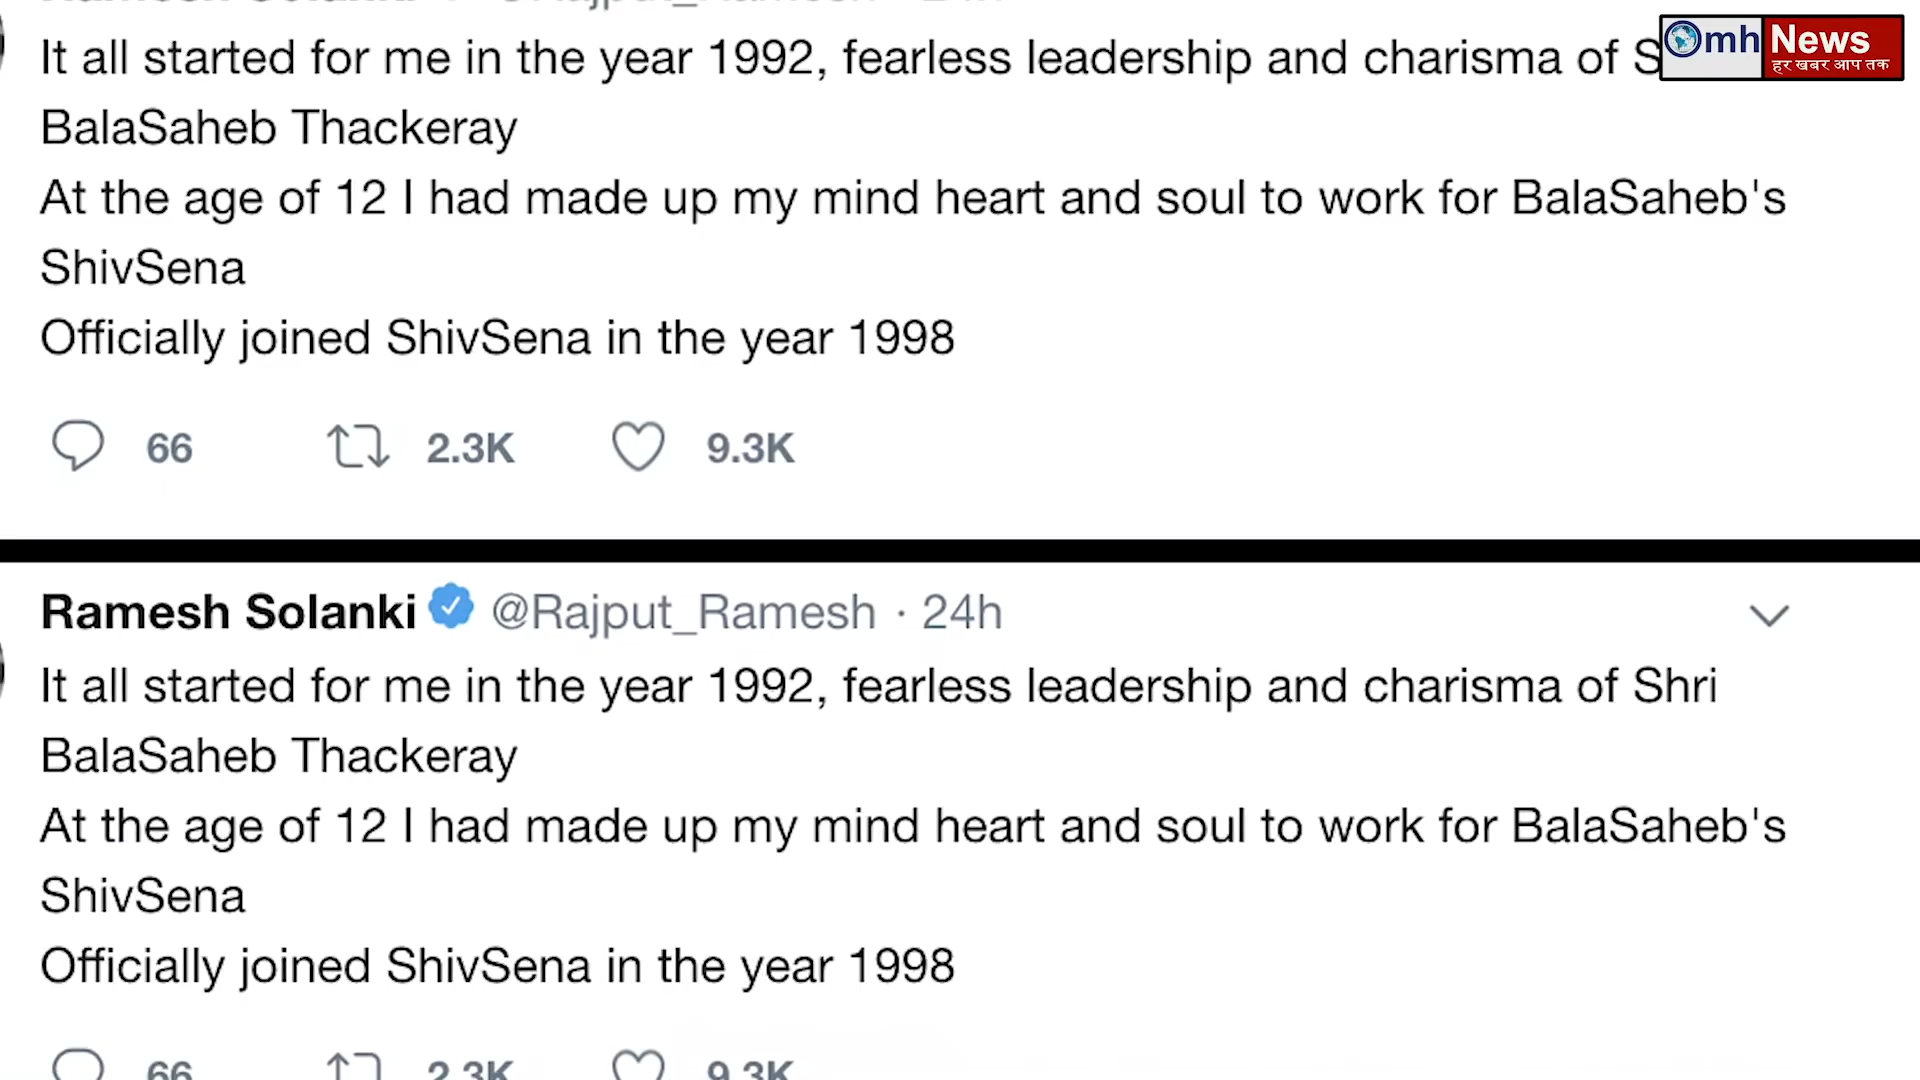 It all started for me in the year 1992, fearless leadership and charisma of S
mh News
हर खबर आप तक
BalaSaheb Thackeray
At the age of 12 I had made up my mind heart and soul to work for BalaSaheb's
ShivSena
Officially joined ShivSena in the year 1998
66 2.3K 9.3K
Ramesh Solanki @Rajput_Ramesh · 24h
It all started for me in the year 1992, fearless leadership and charisma of Shri
BalaSaheb Thackeray
At the age of 12 I had made up my mind heart and soul to work for BalaSaheb's
ShivSena
Officially joined ShivSena in the year 1998
66 2.3K 9.3K